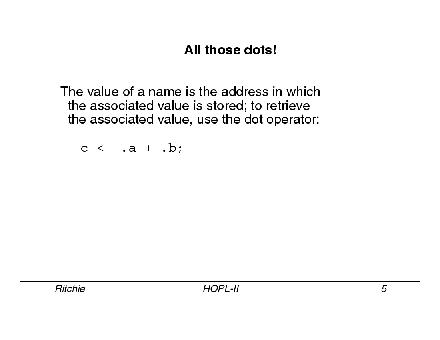 All those dots!
The value of a name is the address in which
the associated value is stored; to retrieve
the associated value, use the dot operator:
c < .a + .b;
Ritchie HOPL-II 5